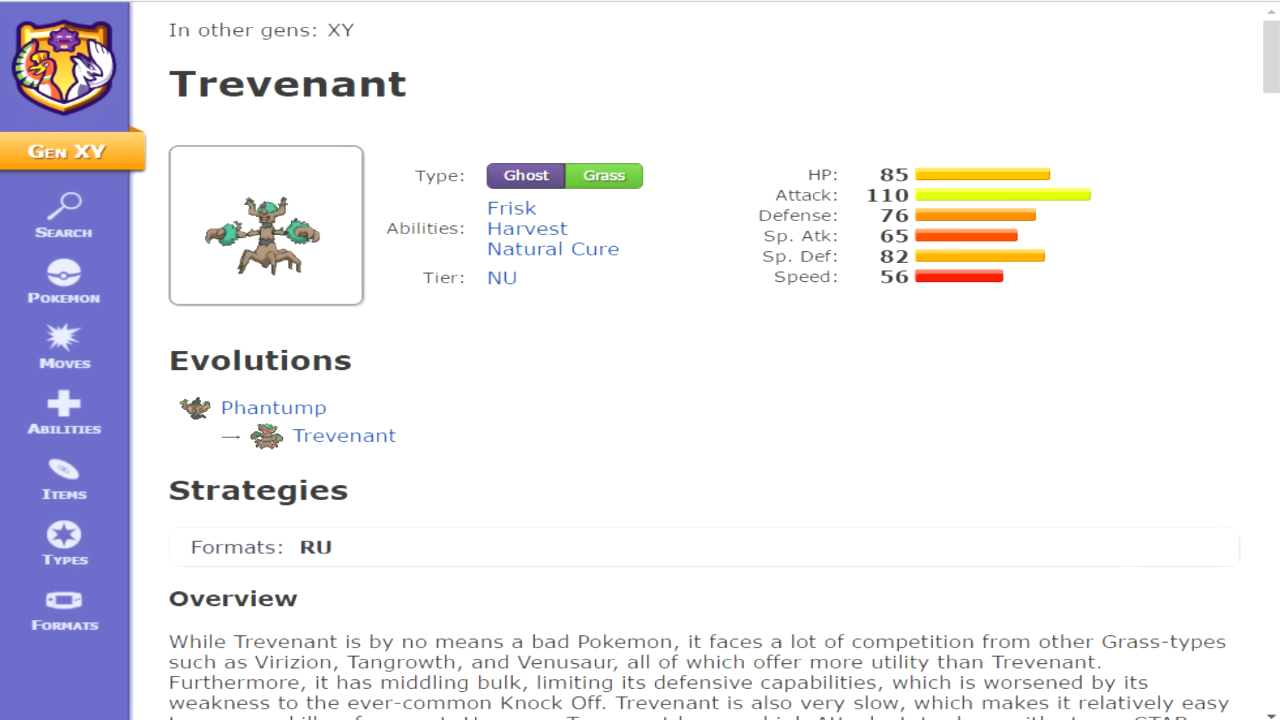 In other gens: XY
Trevenant
GEN XY
SEARCH
POKEMON
MOVES
ABILITIES
ITEMS
TYPES
FORMATS
Type: Ghost Grass
Abilities: Frisk
Harvest
Natural Cure
Tier: NU
HP: 85
Attack: 110
Defense: 76
Sp. Atk: 65
Sp. Def: 82
Speed: 56
Evolutions
Phantump
→ Trevenant
Strategies
Formats: RU
Overview
While Trevenant is by no means a bad Pokemon, it faces a lot of competition from other Grass-types
such as Virizion, Tangrowth, and Venusaur, all of which offer more utility than Trevenant.
Furthermore, it has middling bulk, limiting its defensive capabilities, which is worsened by its
weakness to the ever-common Knock Off. Trevenant is also very slow, which makes it relatively easy